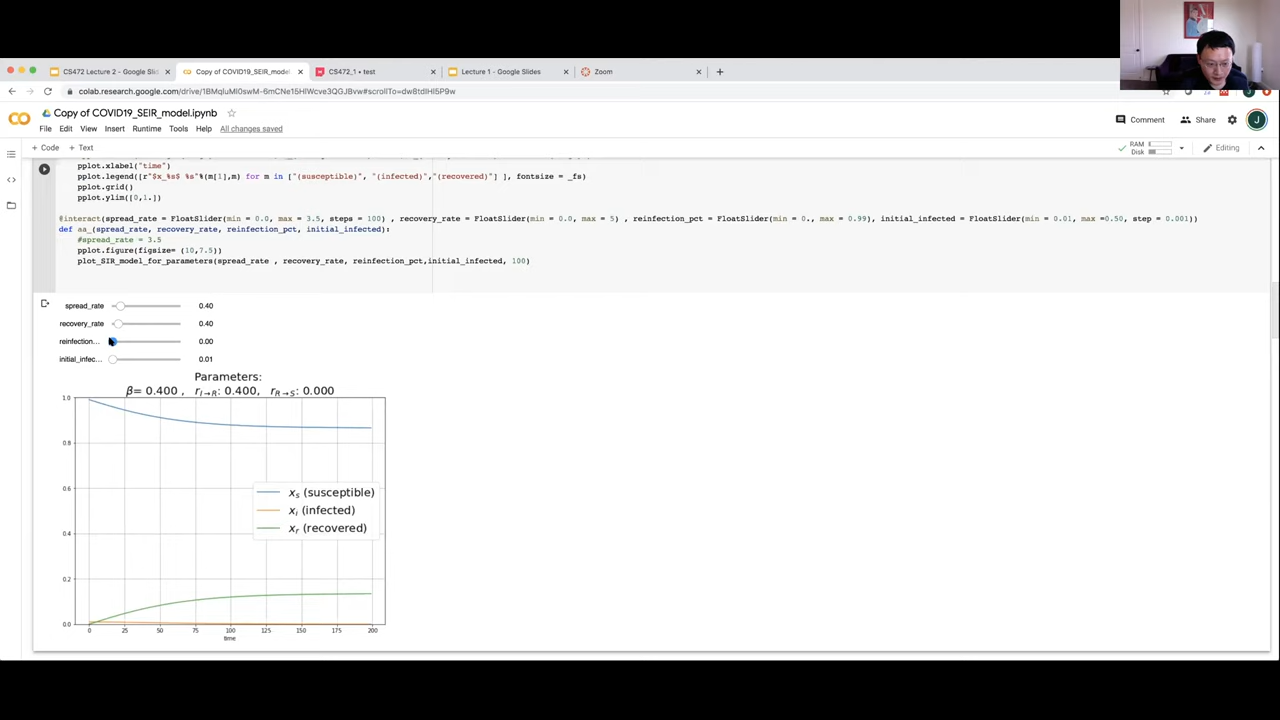 CS472 Lecture 2 - Google Slid
Copy of COVID19_SEIR_model.
CS472_1 • test
Lecture 1 - Google Slides
Zoom
colab.research.google.com/drive/1BMqluMI0swM-6mCNe15HlWcve3QGJBvw#scrollTo=dw8tdlHI5P9w
Copy of COVID19_SEIR_model.ipynb
Comment
Share
J
File Edit View Insert Runtime Tools Help All changes saved
+ Code + Text
RAM
Disk
Editing
pplot.xlabel("time")
pplot.legend([r"$x_%s$ %s"%(m[1],m) for m in ["(susceptible)", "(infected)","(recovered)"] ], fontsize = _fs)
pplot.grid()
pplot.ylim([0,1.])
@interact(spread_rate = FloatSlider(min = 0.0, max = 3.5, steps = 100) , recovery_rate = FloatSlider(min = 0.0, max = 5) , reinfection_pct = FloatSlider(min = 0., max = 0.99), initial_infected = FloatSlider(min = 0.01, max =0.50, step = 0.001))
def aa_(spread_rate, recovery_rate, reinfection_pct, initial_infected):
#spread_rate = 3.5
pplot.figure(figsize= (10,7.5))
plot_SIR_model_for_parameters(spread_rate , recovery_rate, reinfection_pct,initial_infected, 100)
spread_rate 0.40
recovery_rate 0.40
reinfection... 0.00
initial_infec... 0.01
Parameters:
β= 0.400 , r_{I→R}: 0.400, r_{R→S}: 0.000
1.0
0.8
0.6
0.4
0.2
0.0
x_s (susceptible)
x_i (infected)
x_r (recovered)
0 25 50 75 100 125 150 175 200
time